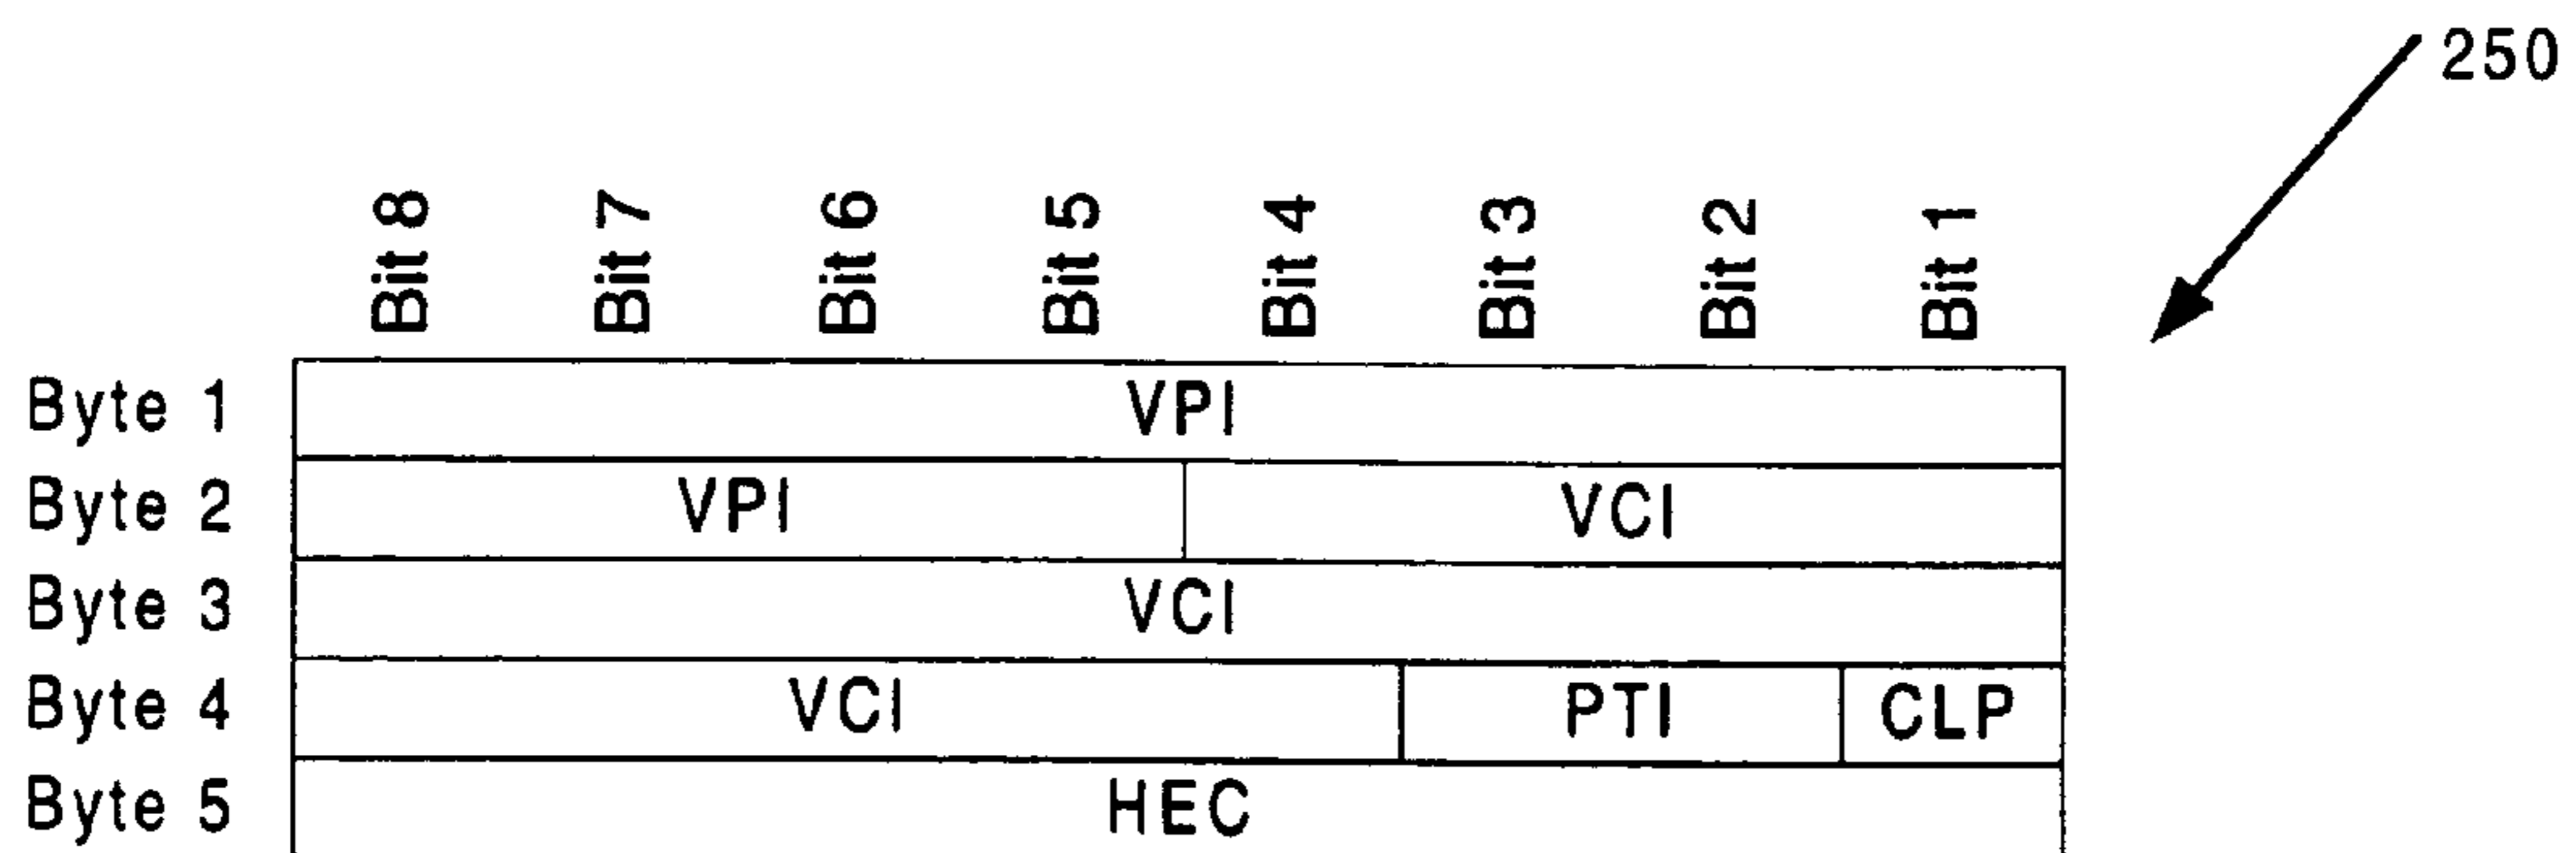 250
Bit 8 Bit 7 Bit 6 Bit 5 Bit 4 Bit 3 Bit 2 Bit 1
Byte 1 VPI
Byte 2 VPI VCI
Byte 3 VCI
Byte 4 VCI PTI CLP
Byte 5 HEC